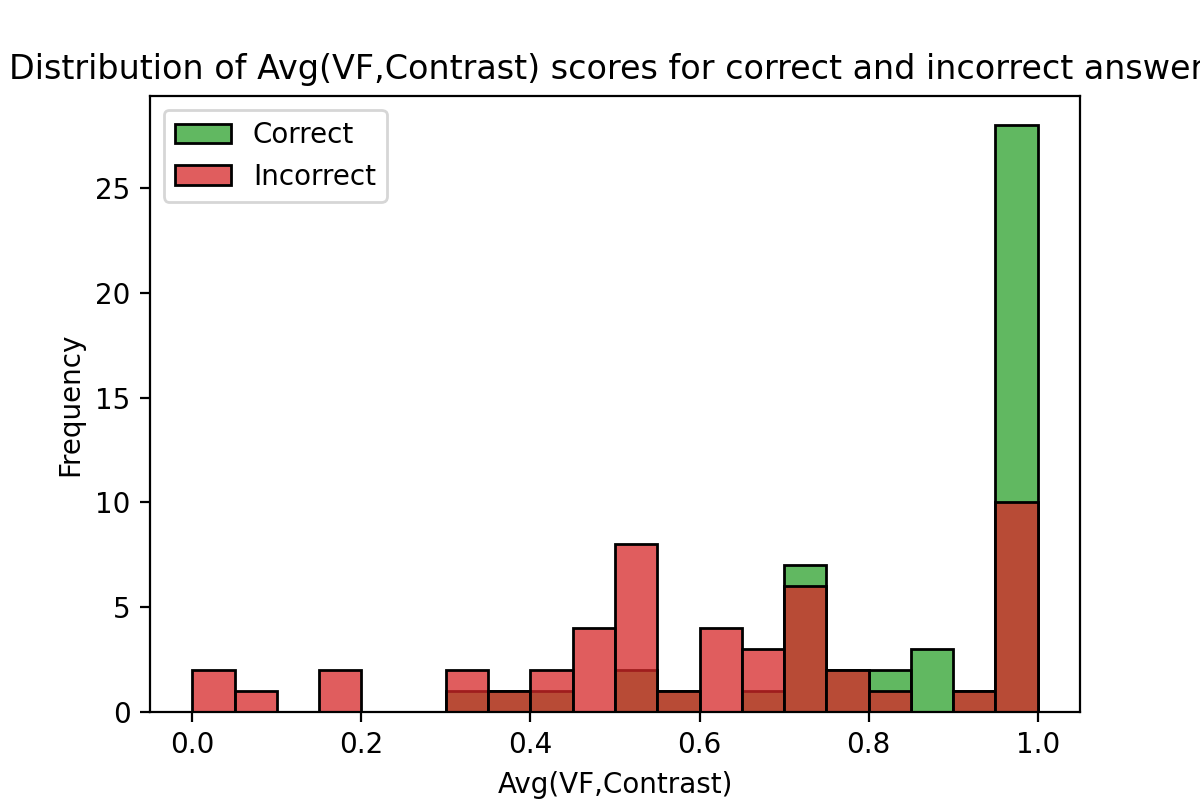 Distribution of Avg(VF,Contrast) scores for correct and incorrect answer
Correct
Incorrect
Frequency
25
20
15
10
5
0
0.0 0.2 0.4 0.6 0.8 1.0
Avg(VF,Contrast)